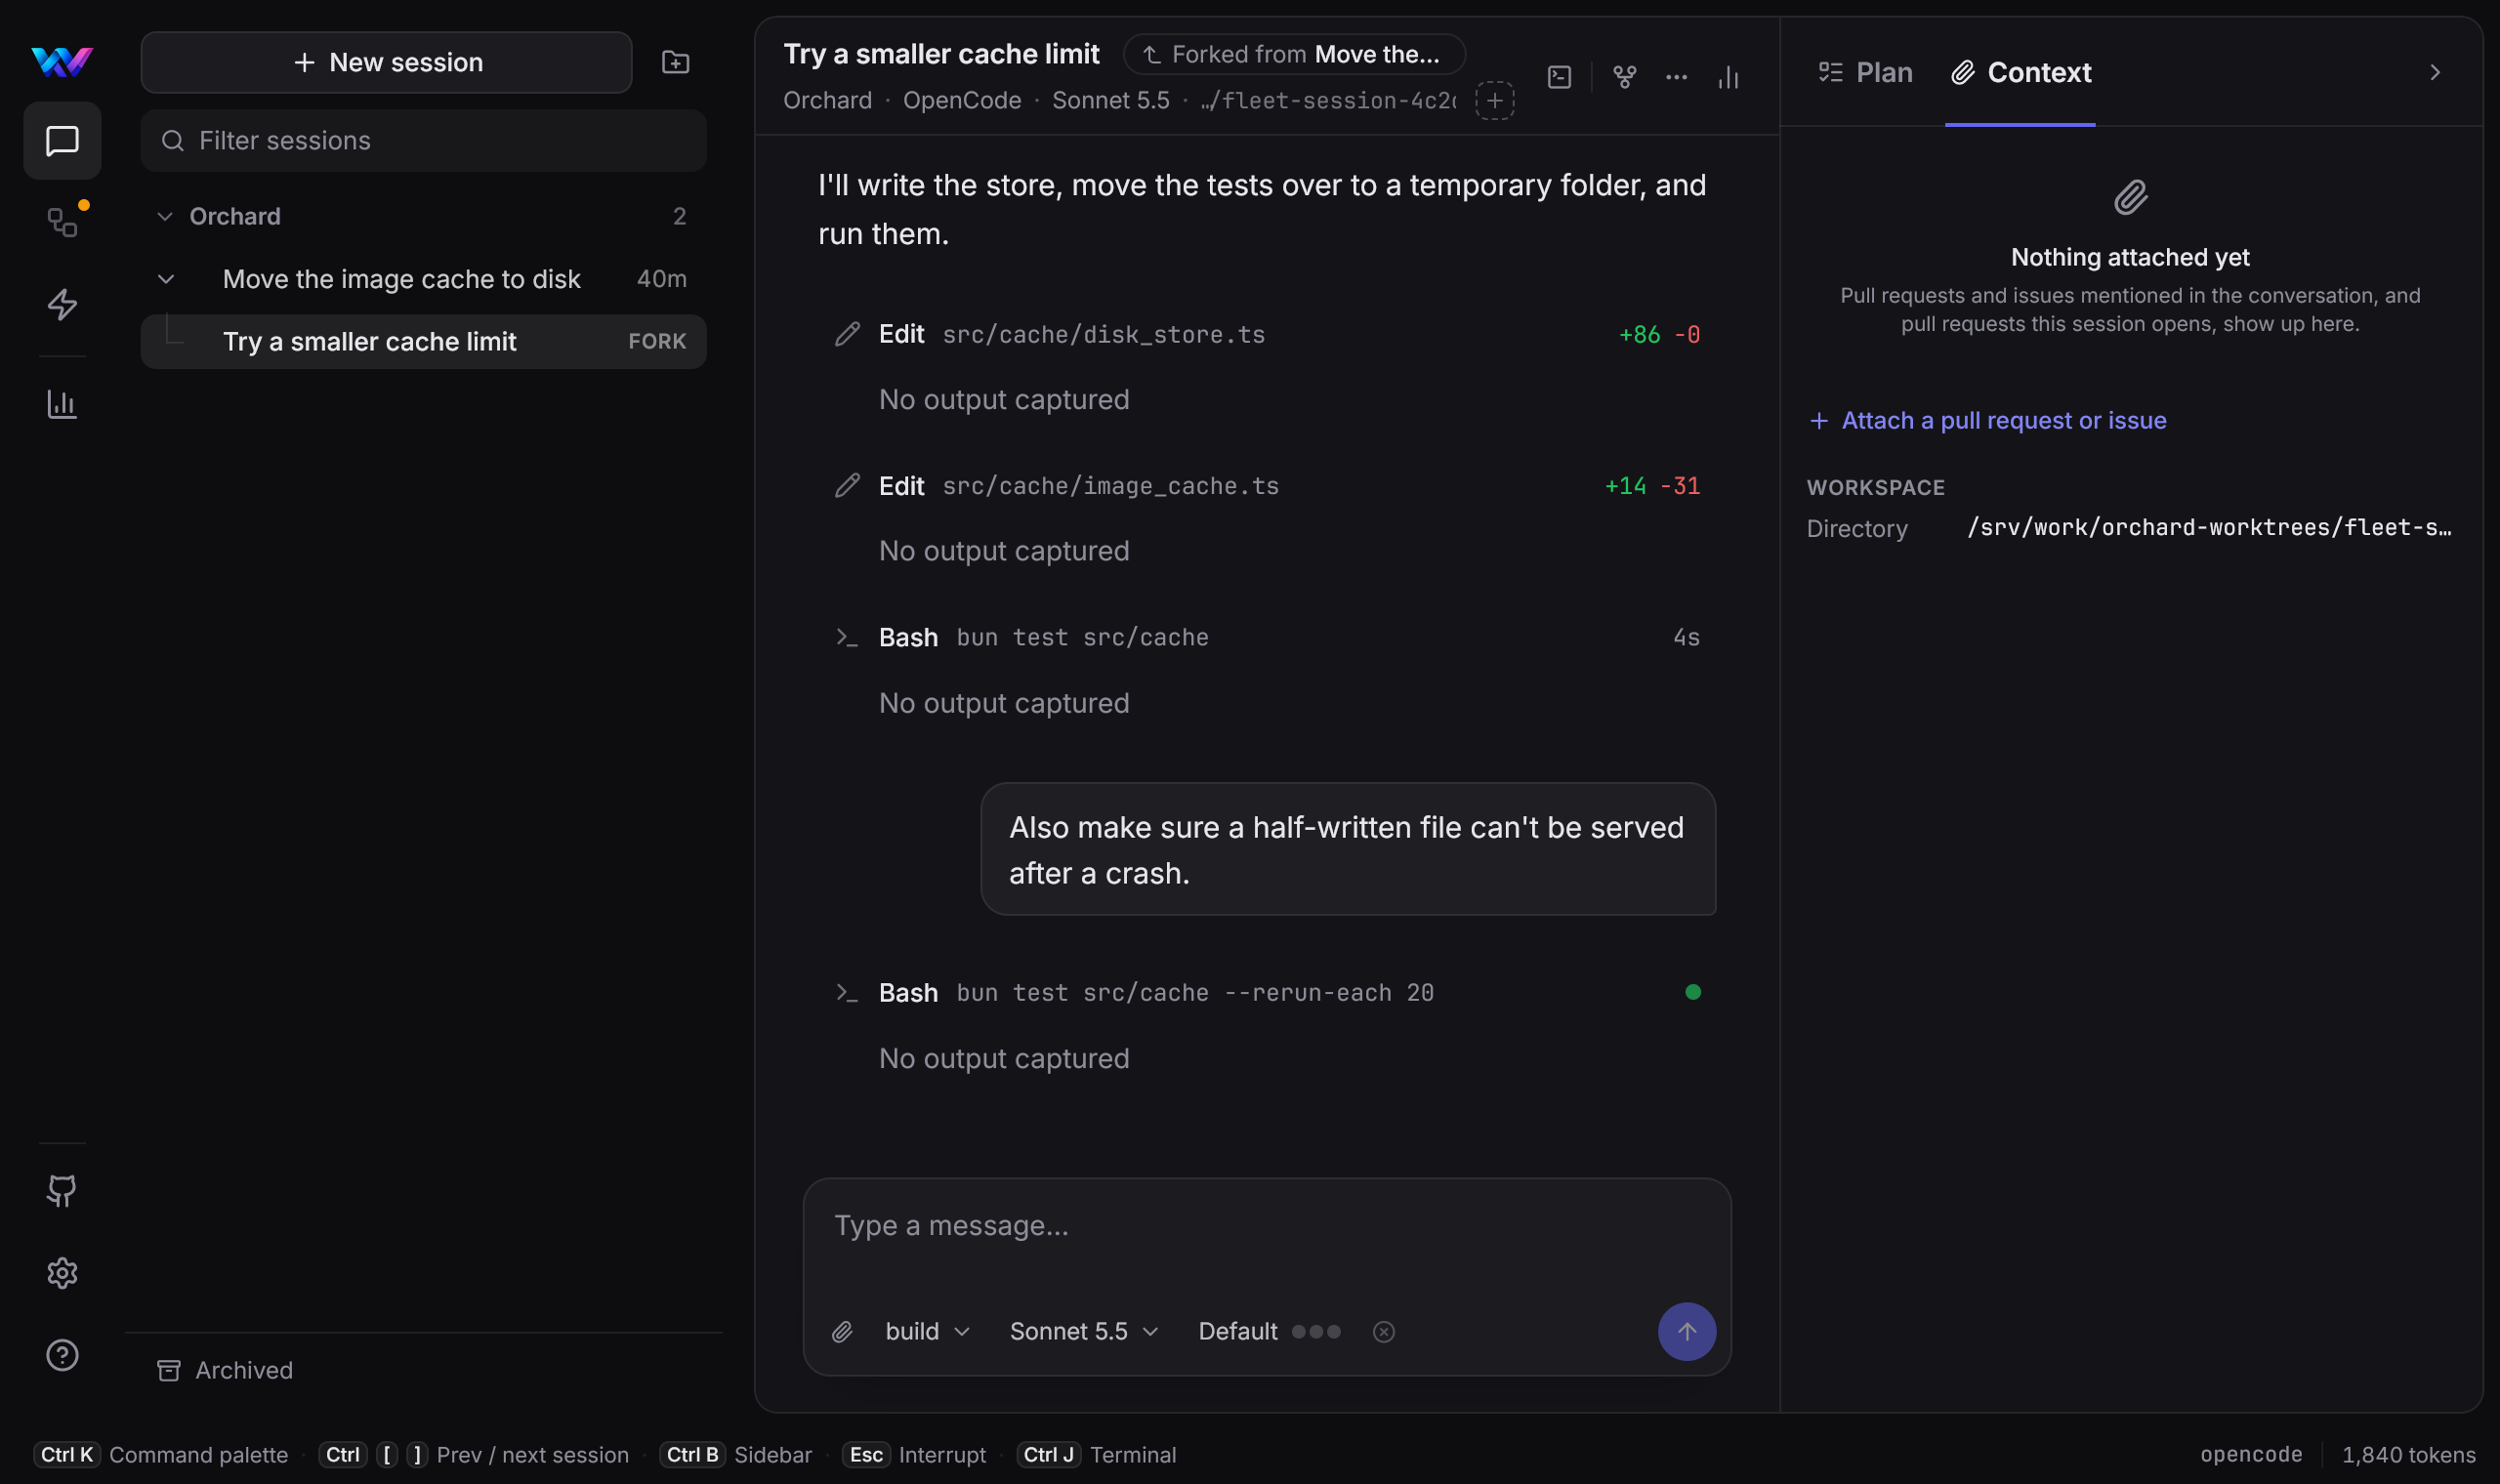 New session
Filter sessions
Orchard 2
Move the image cache to disk 40m
Try a smaller cache limit FORK
Archived
Try a smaller cache limit
Forked from Move the...
Orchard · OpenCode · Sonnet 5.5 · …/fleet-session-4c2
I'll write the store, move the tests over to a temporary folder, and
run them.
Edit src/cache/disk_store.ts +86 -0
No output captured
Edit src/cache/image_cache.ts +14 -31
No output captured
Bash bun test src/cache 4s
No output captured
Also make sure a half-written file can't be served
after a crash.
Bash bun test src/cache --rerun-each 20
No output captured
Type a message...
build Sonnet 5.5 Default
Plan Context
Nothing attached yet
Pull requests and issues mentioned in the conversation, and
pull requests this session opens, show up here.
+ Attach a pull request or issue
WORKSPACE
Directory /srv/work/orchard-worktrees/fleet-s…
Ctrl K Command palette · Ctrl [ ] Prev / next session · Ctrl B Sidebar · Esc Interrupt · Ctrl J Terminal
opencode 1,840 tokens